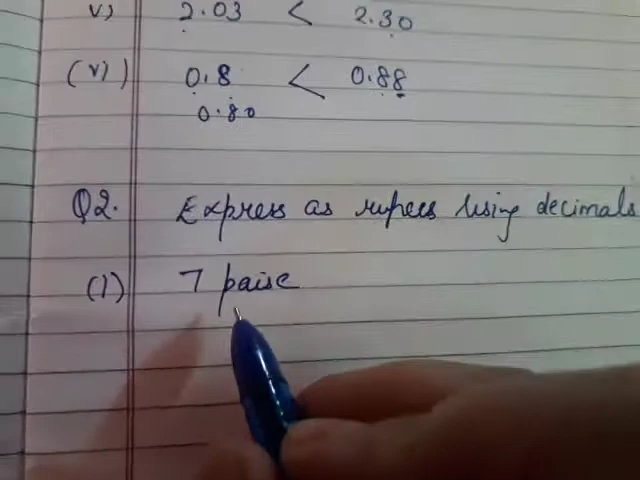 v) 2.03 < 2.30
(v) 0.8 < 0.88
0.80
Q2. Express as rupees using decimals
(1) 7 paise